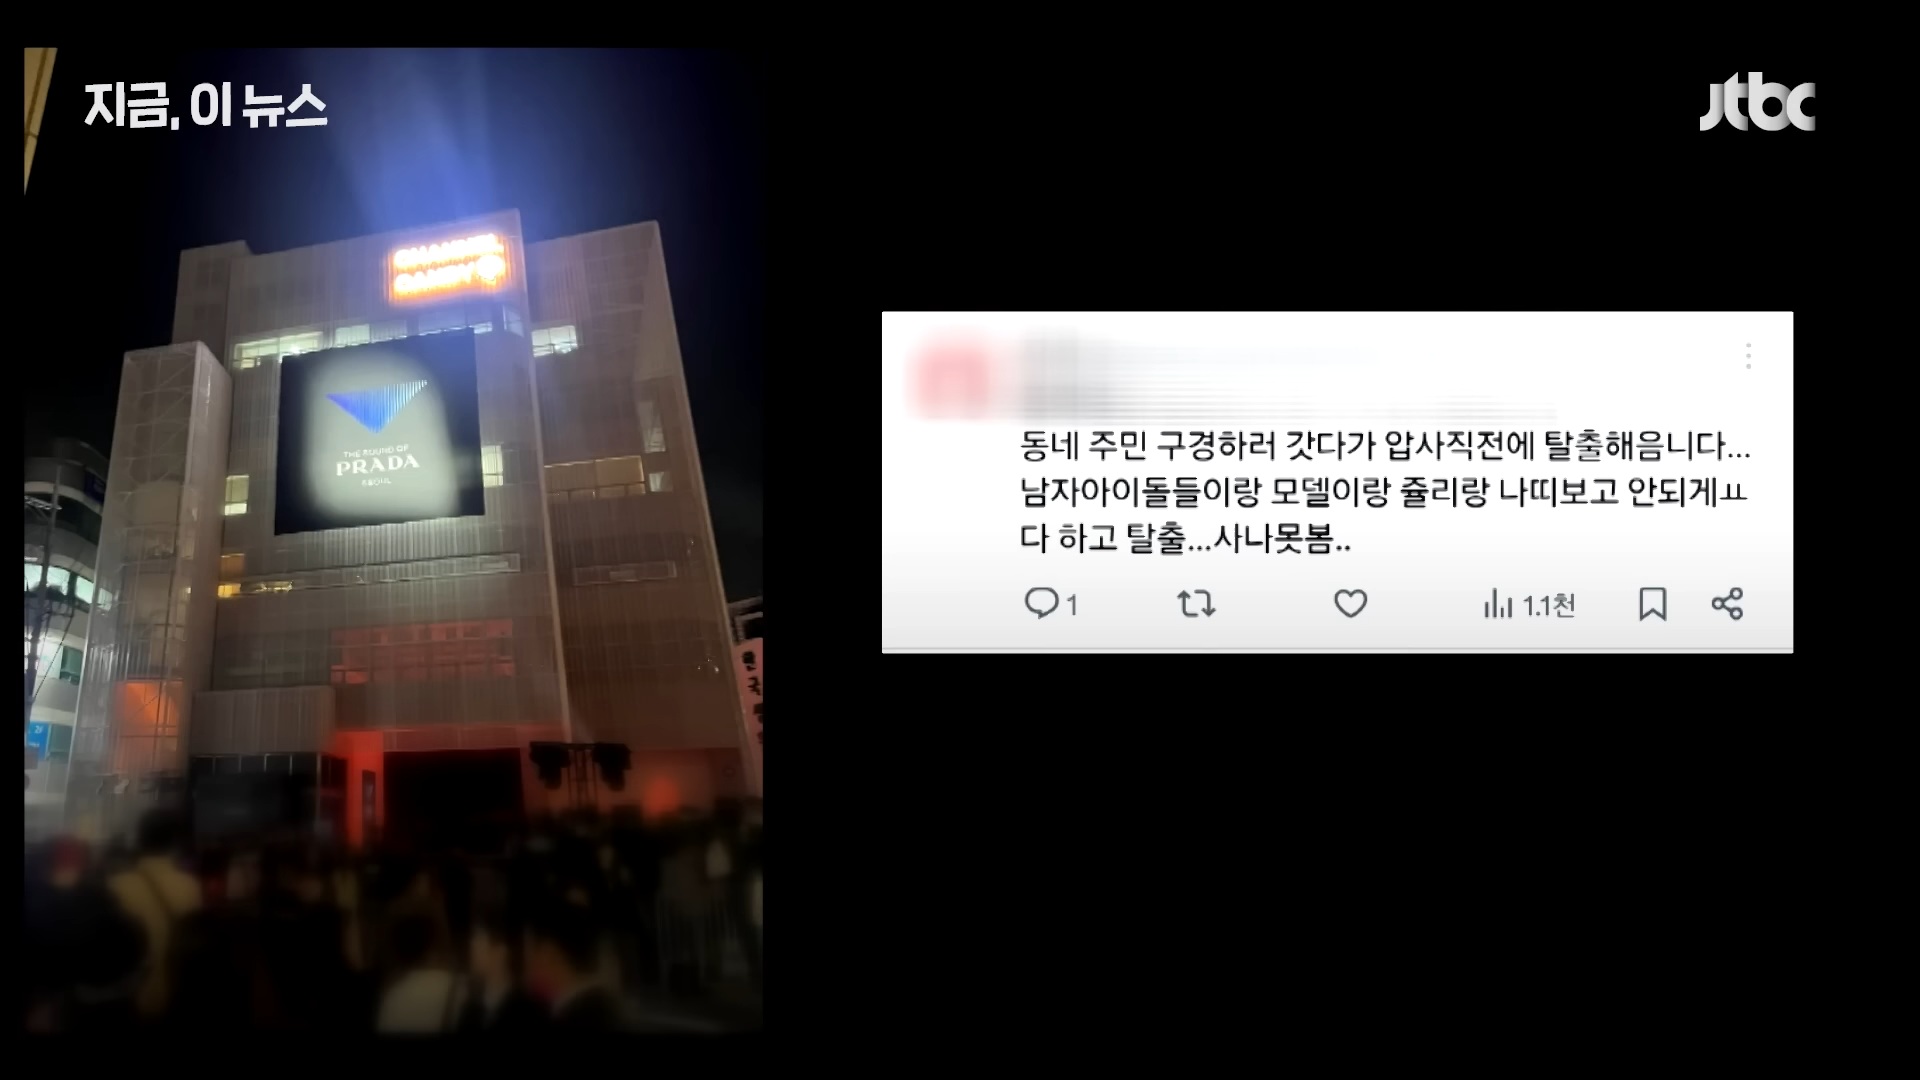 지금, 이 뉴스
jtbc
THE SOUND OF
PRADA
SEOUL
동네 주민 구경하러 갓다가 압사직전에 탈출해음니다...
남자아이돌들이랑 모델이랑 쥴리랑 나띠보고 안되게ㅛ
다 하고 탈출...사나못봄..
1
1.1천